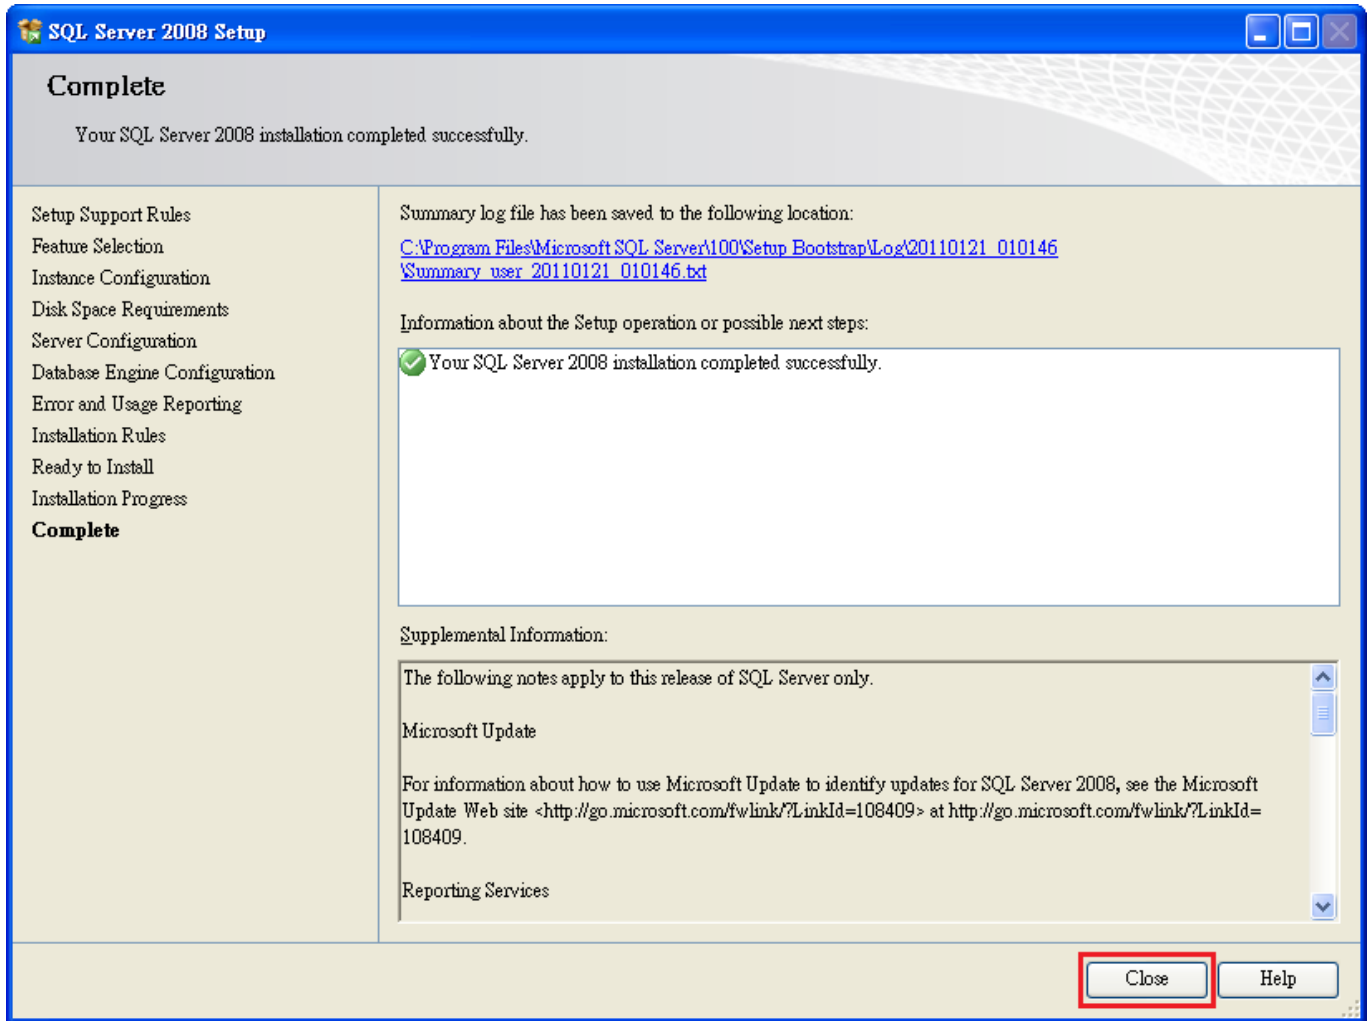 SQL Server 2008 Setup
Complete
Your SQL Server 2008 installation completed successfully.
Setup Support Rules
Feature Selection
Instance Configuration
Disk Space Requirements
Server Configuration
Database Engine Configuration
Error and Usage Reporting
Installation Rules
Ready to Install
Installation Progress
Complete
Summary log file has been saved to the following location:
C:\Program Files\Microsoft SQL Server\100\Setup Bootstrap\Log\20110121_010146
\Summary_user_20110121_010146.txt
Information about the Setup operation or possible next steps:
Your SQL Server 2008 installation completed successfully.
Supplemental Information:
The following notes apply to this release of SQL Server only.
Microsoft Update
For information about how to use Microsoft Update to identify updates for SQL Server 2008, see the Microsoft
Update Web site <http://go.microsoft.com/fwlink/?LinkId=108409> at http://go.microsoft.com/fwlink/?LinkId=
108409.
Reporting Services
Close
Help